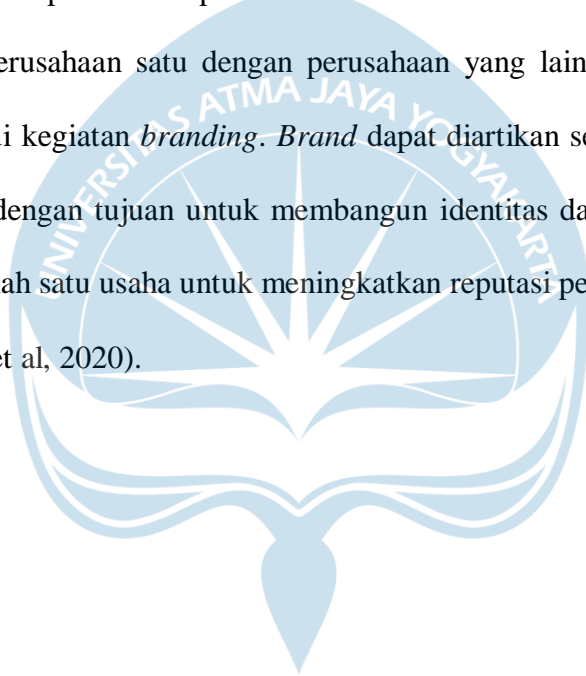 erusahaan satu dengan perusahaan yang lain
UNIVERSITAS ATMA JAYA YOGYAKARTA
i kegiatan branding. Brand dapat diartikan se
dengan tujuan untuk membangun identitas da
ah satu usaha untuk meningkatkan reputasi pe
et al, 2020).